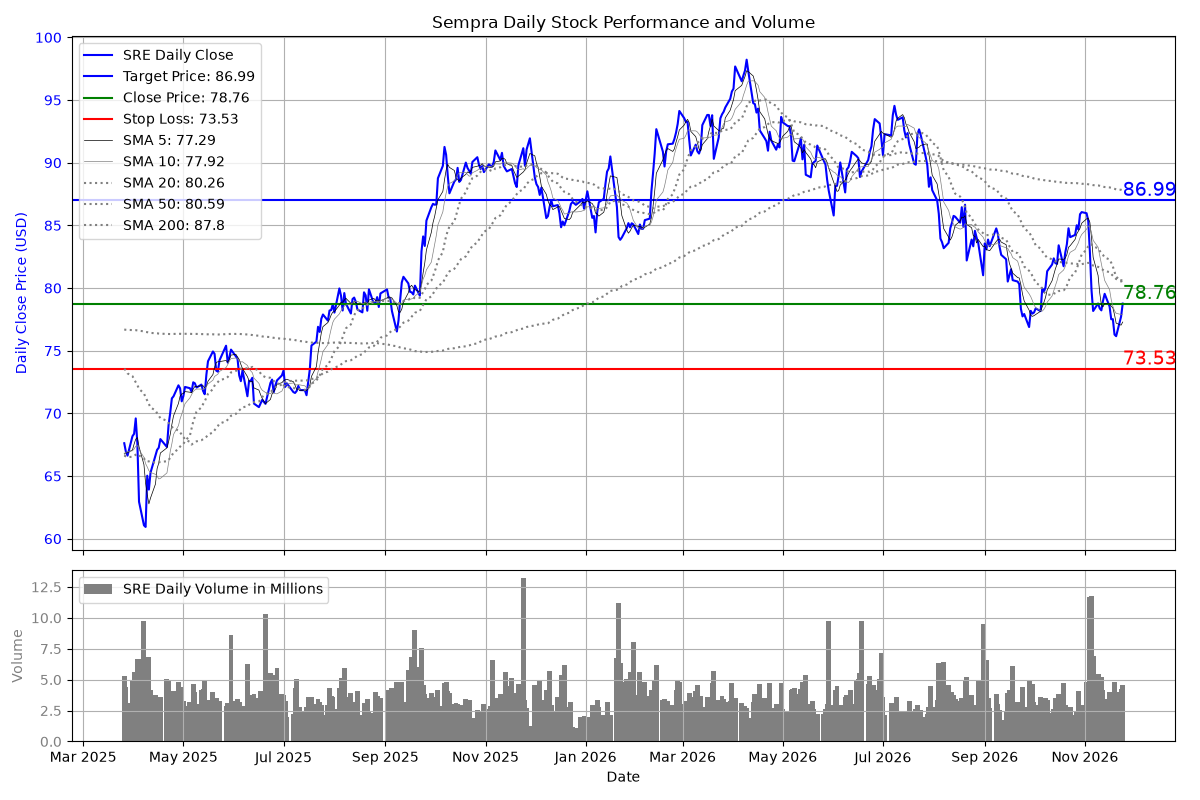 Sempra Daily Stock Performance and Volume
Daily Close Price (USD)
100
95
90
85
80
75
70
65
60
SRE Daily Close
Target Price: 86.99
Close Price: 78.76
Stop Loss: 73.53
SMA 5: 77.29
SMA 10: 77.92
SMA 20: 80.26
SMA 50: 80.59
SMA 200: 87.8
86.99
78.76
73.53
Volume
12.5
10.0
7.5
5.0
2.5
0.0
SRE Daily Volume in Millions
Mar 2025 May 2025 Jul 2025 Sep 2025 Nov 2025 Jan 2026 Mar 2026 May 2026 Jul 2026 Sep 2026 Nov 2026
Date